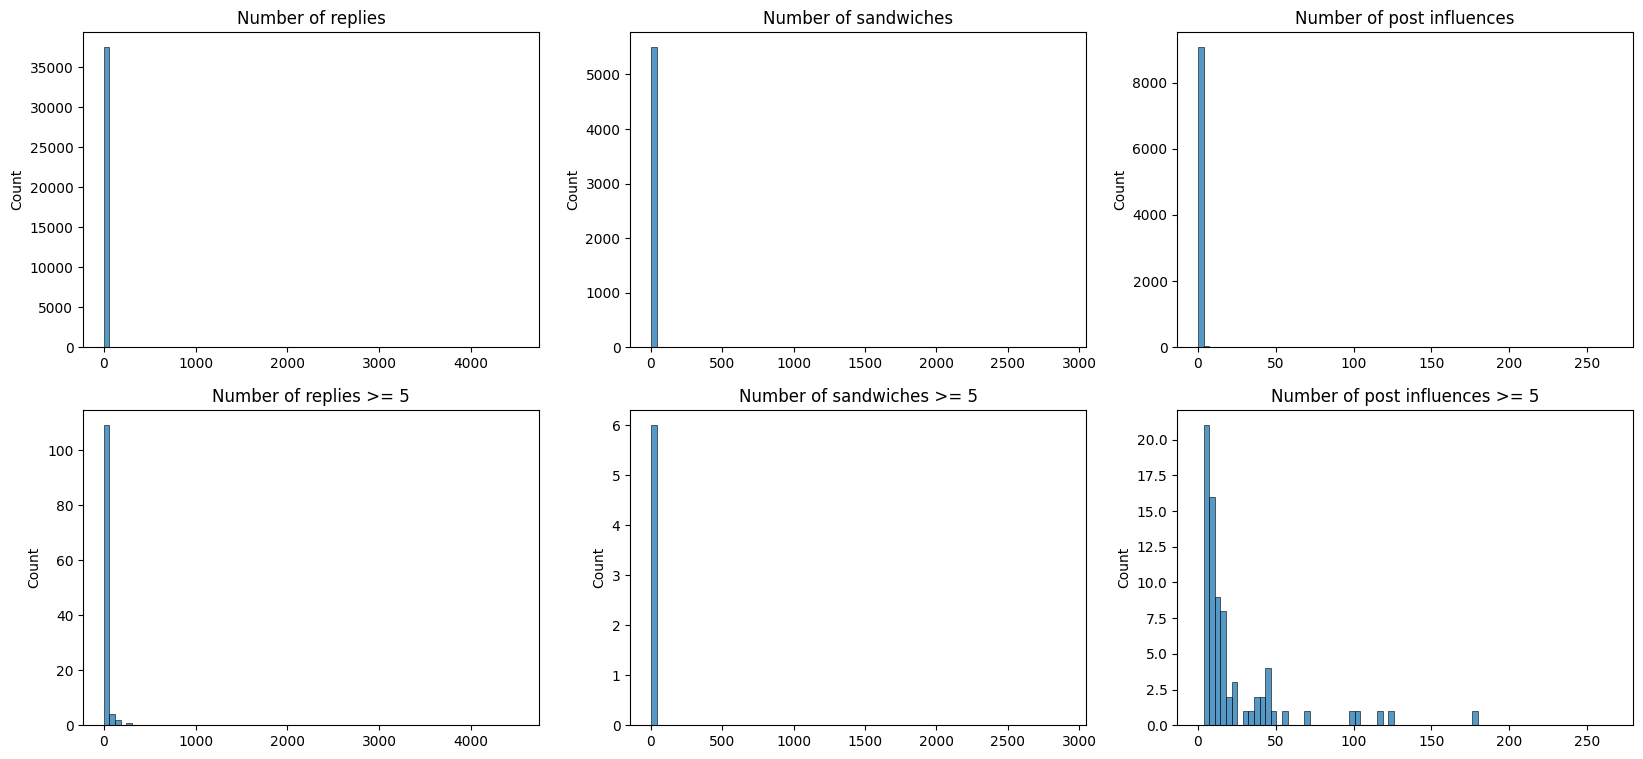 Number of replies
Count
35000
30000
25000
20000
15000
10000
5000
0
0 1000 2000 3000 4000
Number of sandwiches
Count
5000
4000
3000
2000
1000
0
0 500 1000 1500 2000 2500 3000
Number of post influences
Count
8000
6000
4000
2000
0
0 50 100 150 200 250
Number of replies >= 5
Count
100
80
60
40
20
0
0 1000 2000 3000 4000
Number of sandwiches >= 5
Count
6
5
4
3
2
1
0
0 500 1000 1500 2000 2500 3000
Number of post influences >= 5
Count
20.0
17.5
15.0
12.5
10.0
7.5
5.0
2.5
0.0
0 50 100 150 200 250